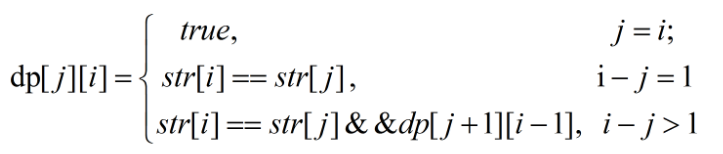 true, j = i;
dp[j][i] = str[i] == str[j], i − j = 1
str[i] == str[j] & &dp[j + 1][i − 1], i − j > 1